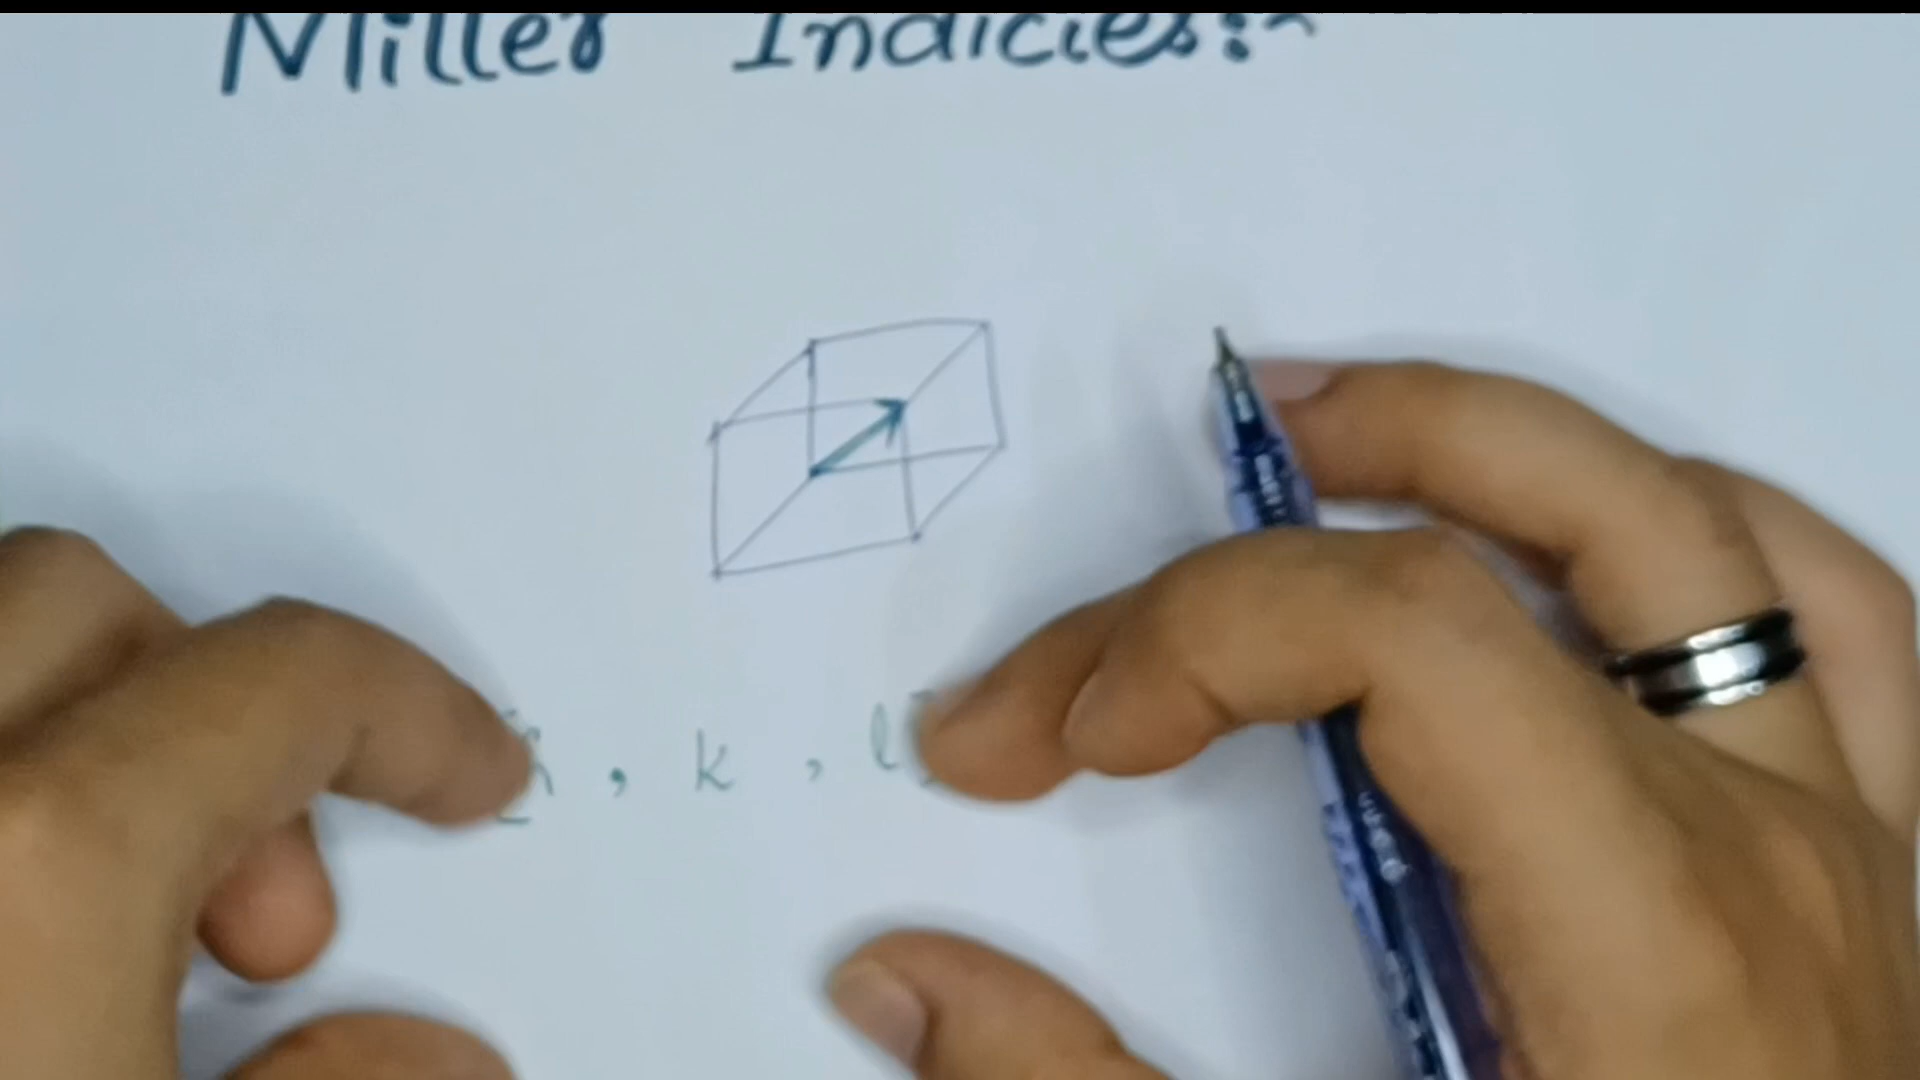 Miller Indicies:~
h , k , l